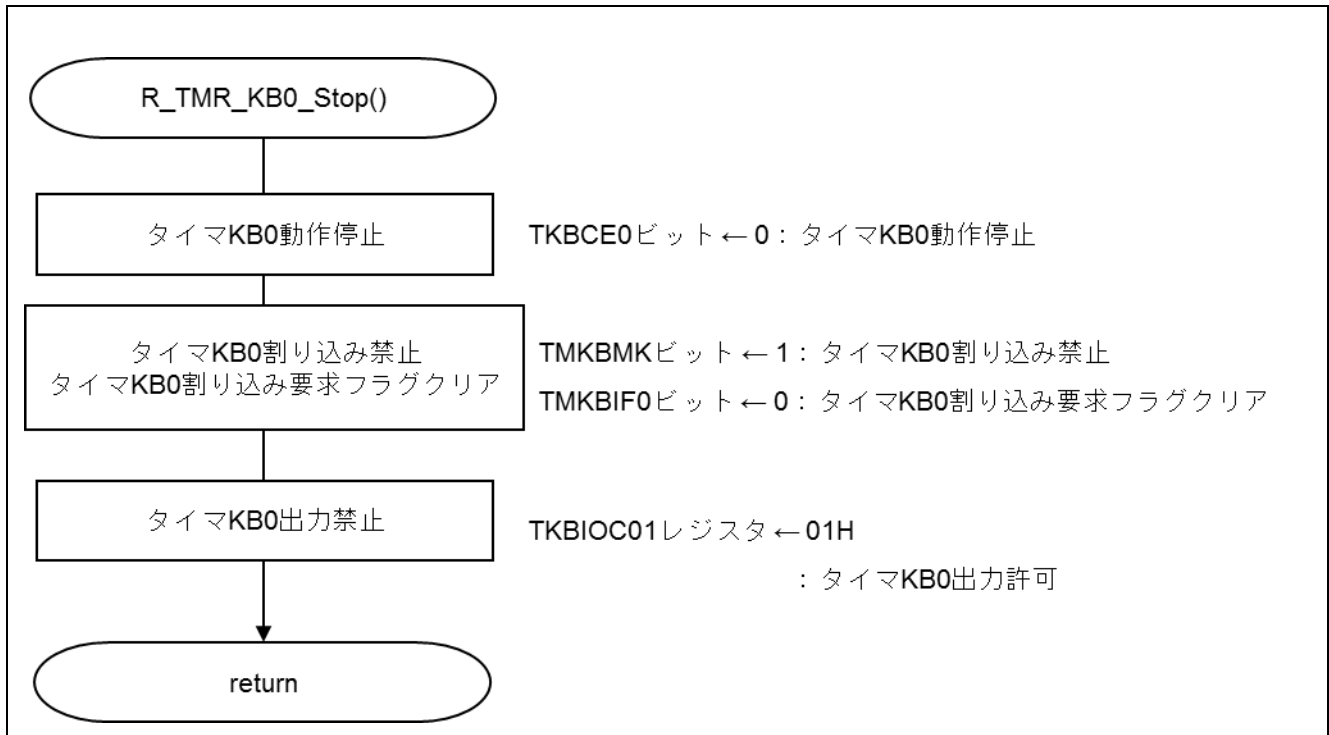 R_TMR_KB0_Stop()
タイマKB0動作停止
TKBCE0ビット←0：タイマKB0動作停止
タイマKB0割り込み禁止
タイマKB0割り込み要求フラグクリア
TMKBMKビット←1：タイマKB0割り込み禁止
TMKBIF0ビット←0：タイマKB0割り込み要求フラグクリア
タイマKB0出力禁止
TKBIOC01レジスタ←01H
：タイマKB0出力許可
return